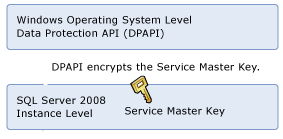 Windows Operating System Level
Data Protection API (DPAPI)
DPAPI encrypts the Service Master Key.
SQL Server 2008
Instance Level
Service Master Key